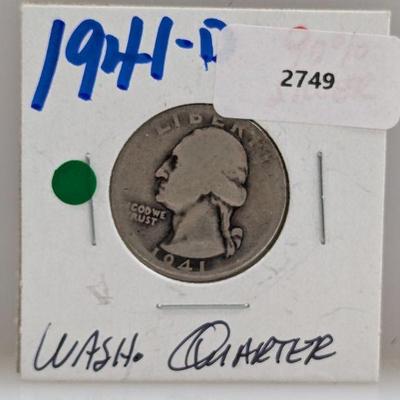 1941-D
2749
LIBERTY
IN GOD WE
TRUST
1941
WASH. QUARTER